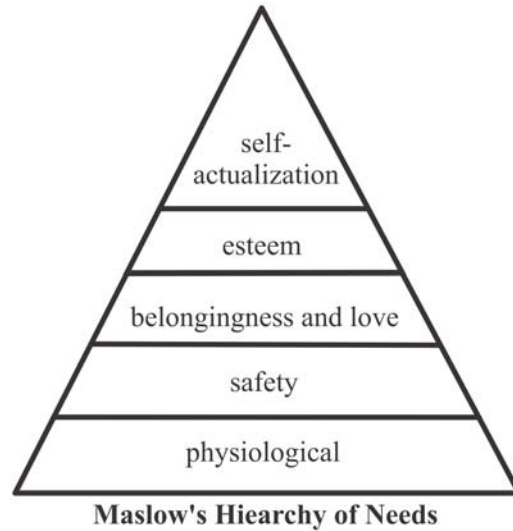 self-
actualization
esteem
belongingness and love
safety
physiological
Maslow's Hiearchy of Needs